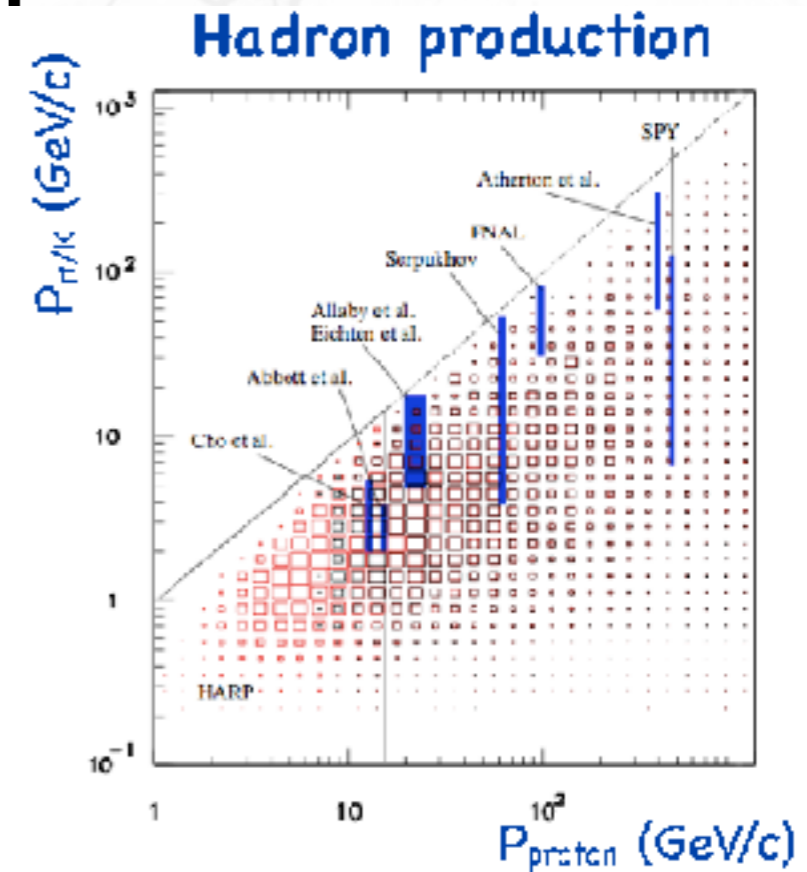 Hadron production
P π/K (GeV/c)
10³
10²
10
1
10⁻¹
SPY
Atherton et al.
FNAL
Serpukhov
Allaby et al.
Eichten et al.
Abbott et al.
Cho et al.
HARP
1
10
10²
P proton (GeV/c)